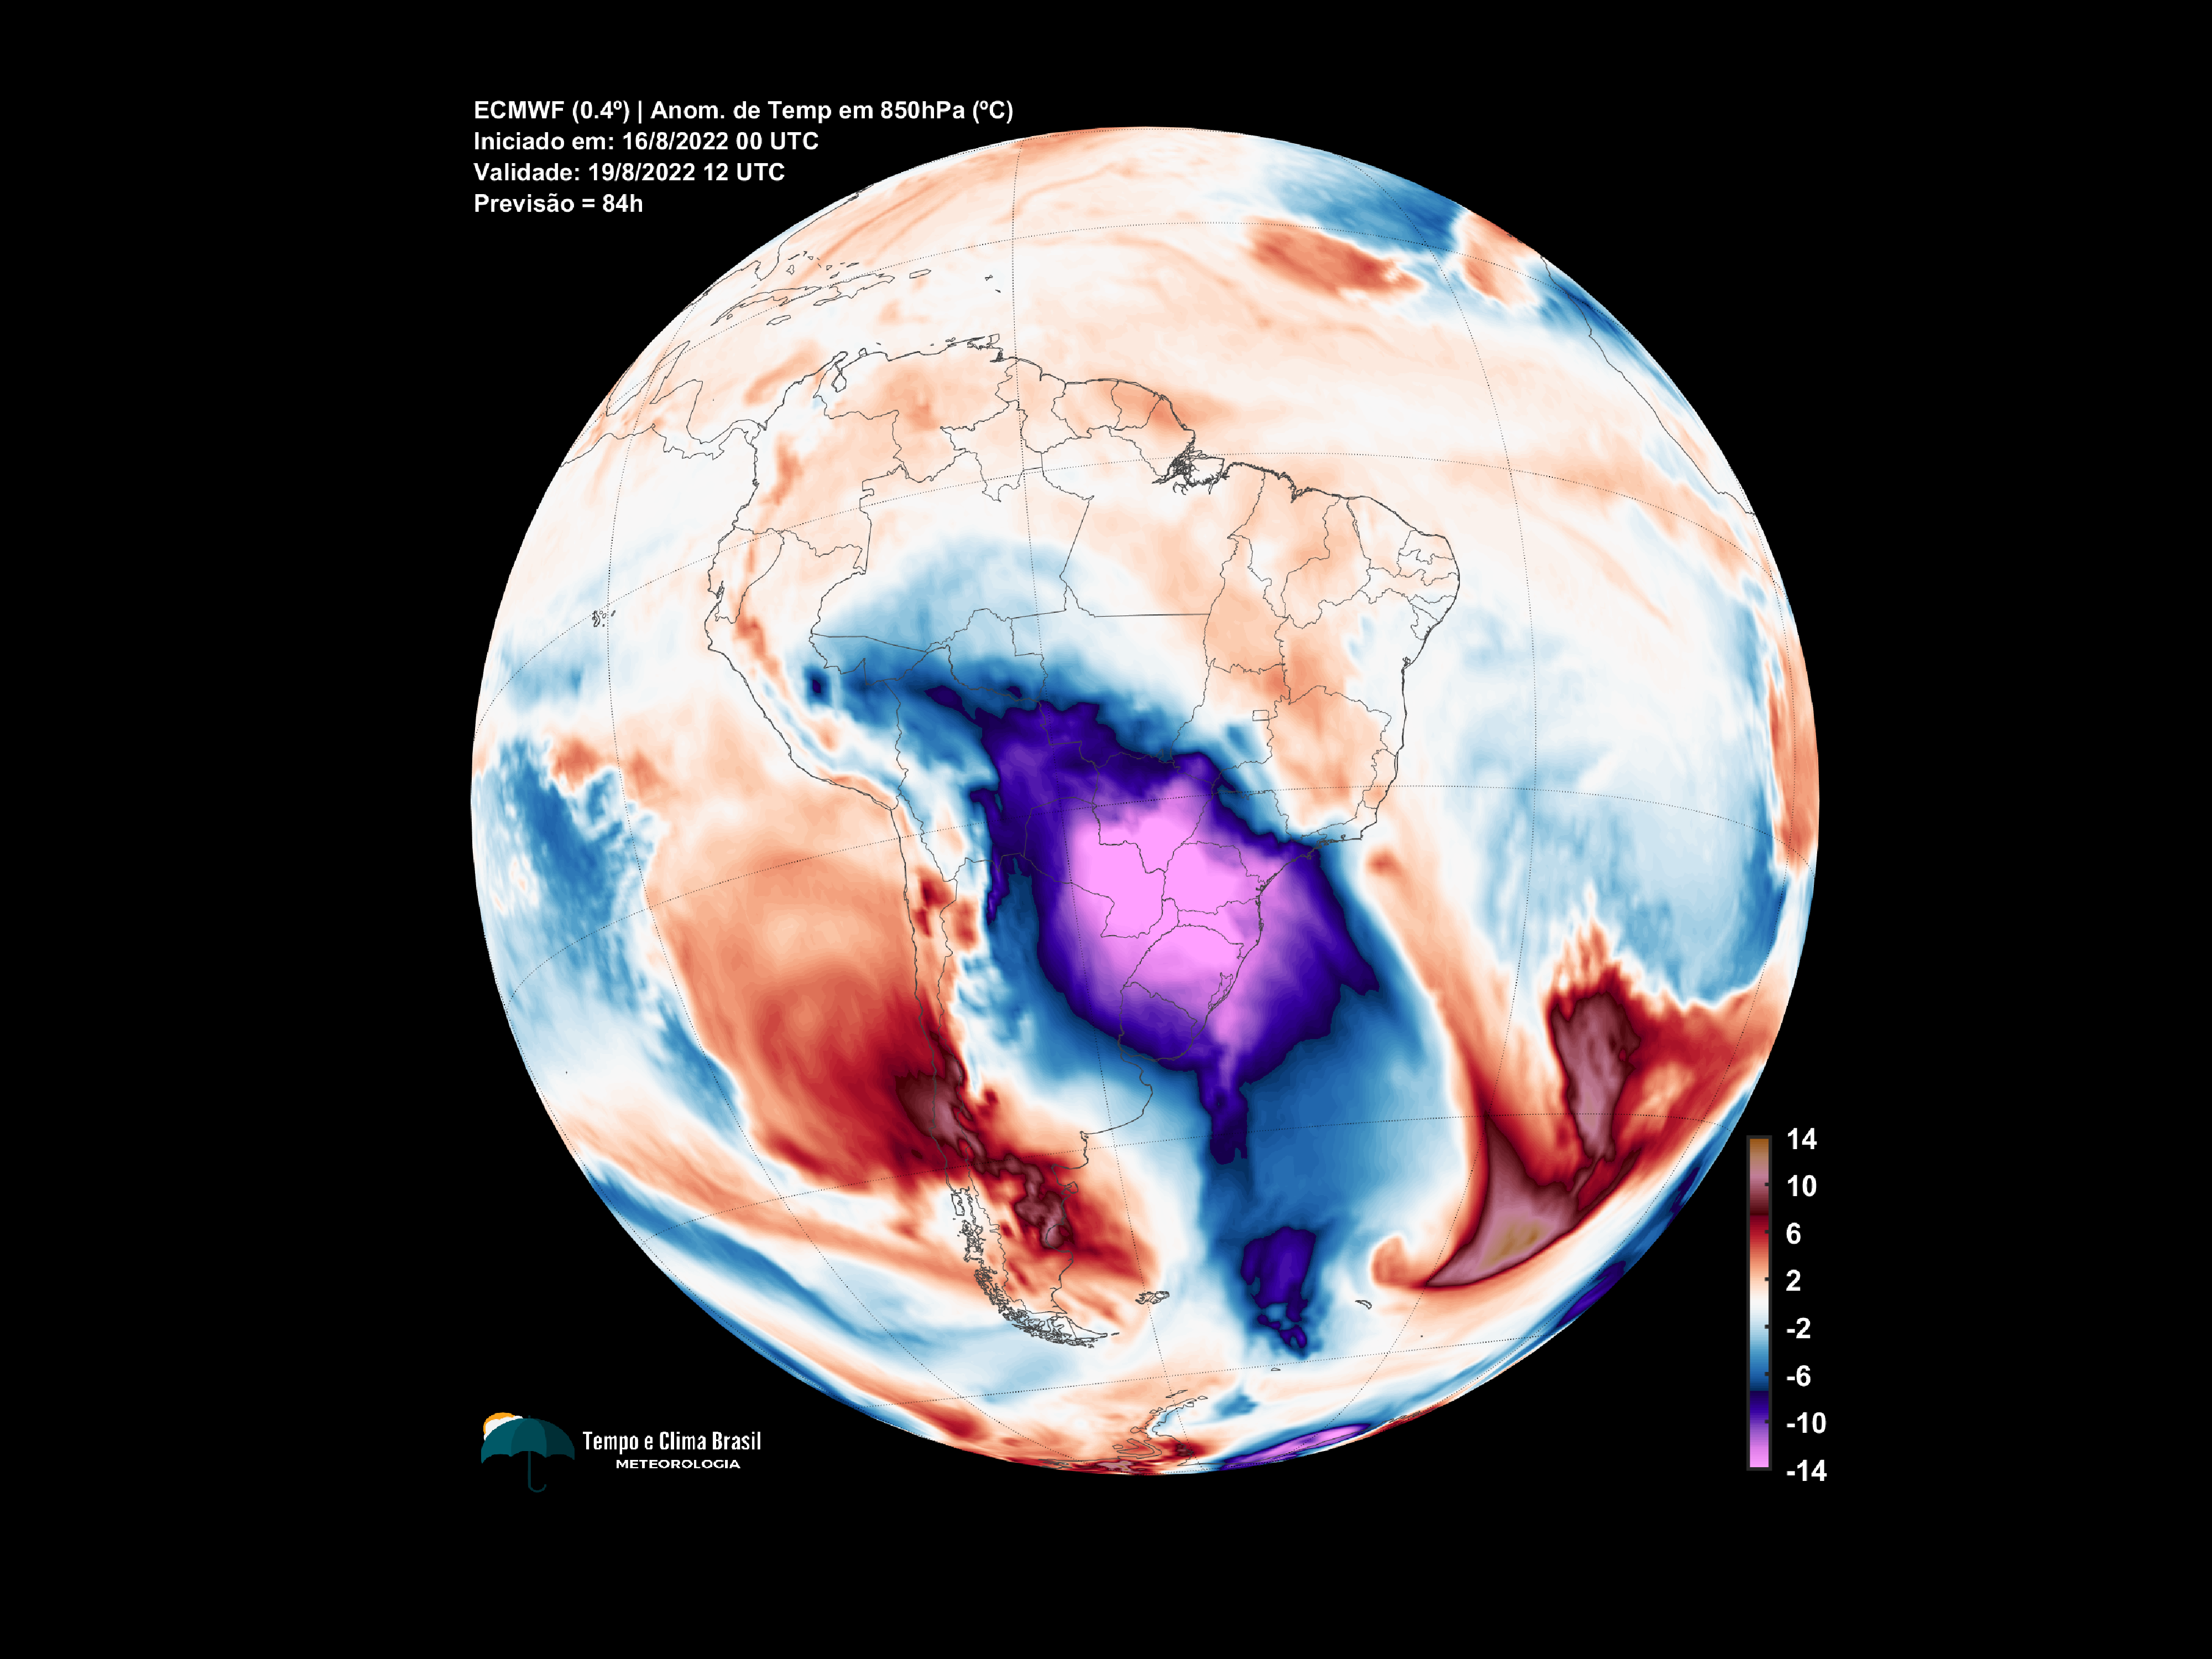 ECMWF (0.4º) | Anom. de Temp em 850hPa (ºC)
Iniciado em: 16/8/2022 00 UTC
Validade: 19/8/2022 12 UTC
Previsão = 84h
14
10
6
2
-2
-6
-10
-14
Tempo e Clima Brasil
METEOROLOGIA